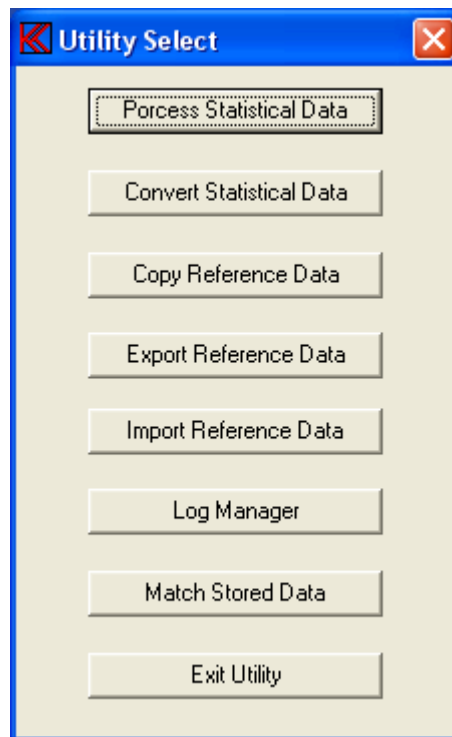 Utility Select
Porcess Statistical Data
Convert Statistical Data
Copy Reference Data
Export Reference Data
Import Reference Data
Log Manager
Match Stored Data
Exit Utility